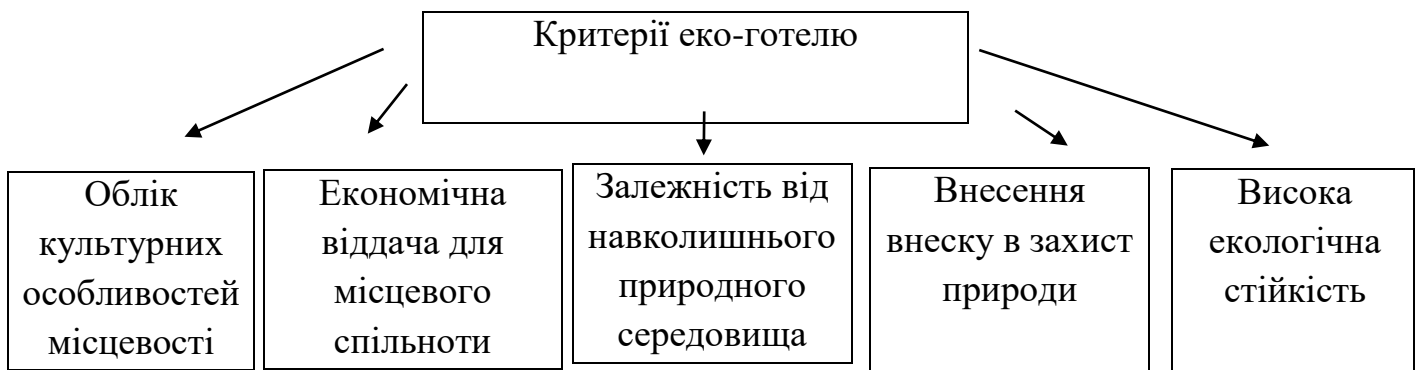 Критерії еко-готелю
Облік
культурних
особливостей
місцевості
Економічна
віддача для
місцевого
спільноти
Залежність від
навколишнього
природного
середовища
Внесення
внеску в захист
природи
Висока
екологічна
стійкість